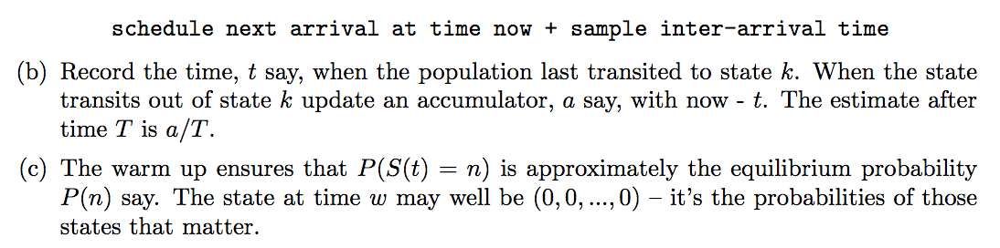 schedule next arrival at time now + sample inter-arrival time
(b) Record the time, t say, when the population last transited to state k. When the state
transits out of state k update an accumulator, a say, with now - t. The estimate after
time T is a/T.
(c) The warm up ensures that P(S(t) = n) is approximately the equilibrium probability
P(n) say. The state at time w may well be (0, 0, ..., 0) – it's the probabilities of those
states that matter.